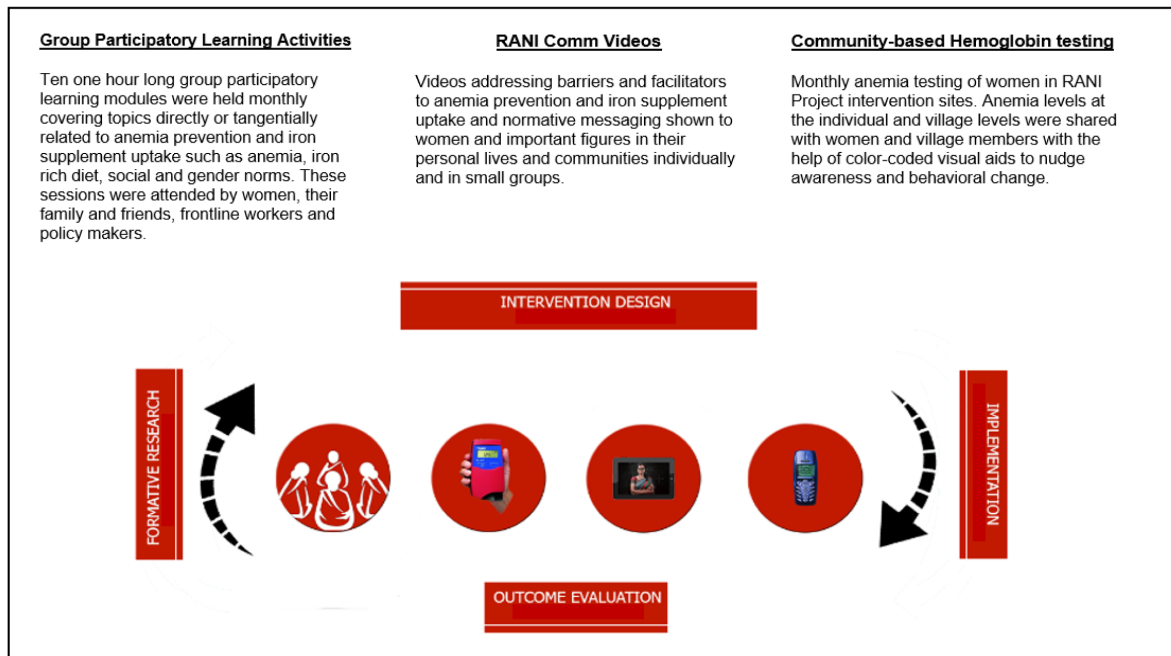 Group Participatory Learning Activities
Ten one hour long group participatory
learning modules were held monthly
covering topics directly or tangentially
related to anemia prevention and iron
supplement uptake such as anemia, iron
rich diet, social and gender norms. These
sessions were attended by women, their
family and friends, frontline workers and
policy makers.
RANI Comm Videos
Videos addressing barriers and facilitators
to anemia prevention and iron supplement
uptake and normative messaging shown to
women and important figures in their
personal lives and communities individually
and in small groups.
Community-based Hemoglobin testing
Monthly anemia testing of women in RANI
Project intervention sites. Anemia levels at
the individual and village levels were shared
with women and village members with the
help of color-coded visual aids to nudge
awareness and behavioral change.
INTERVENTION DESIGN
FORMATIVE RESEARCH
IMPLEMENTATION
OUTCOME EVALUATION